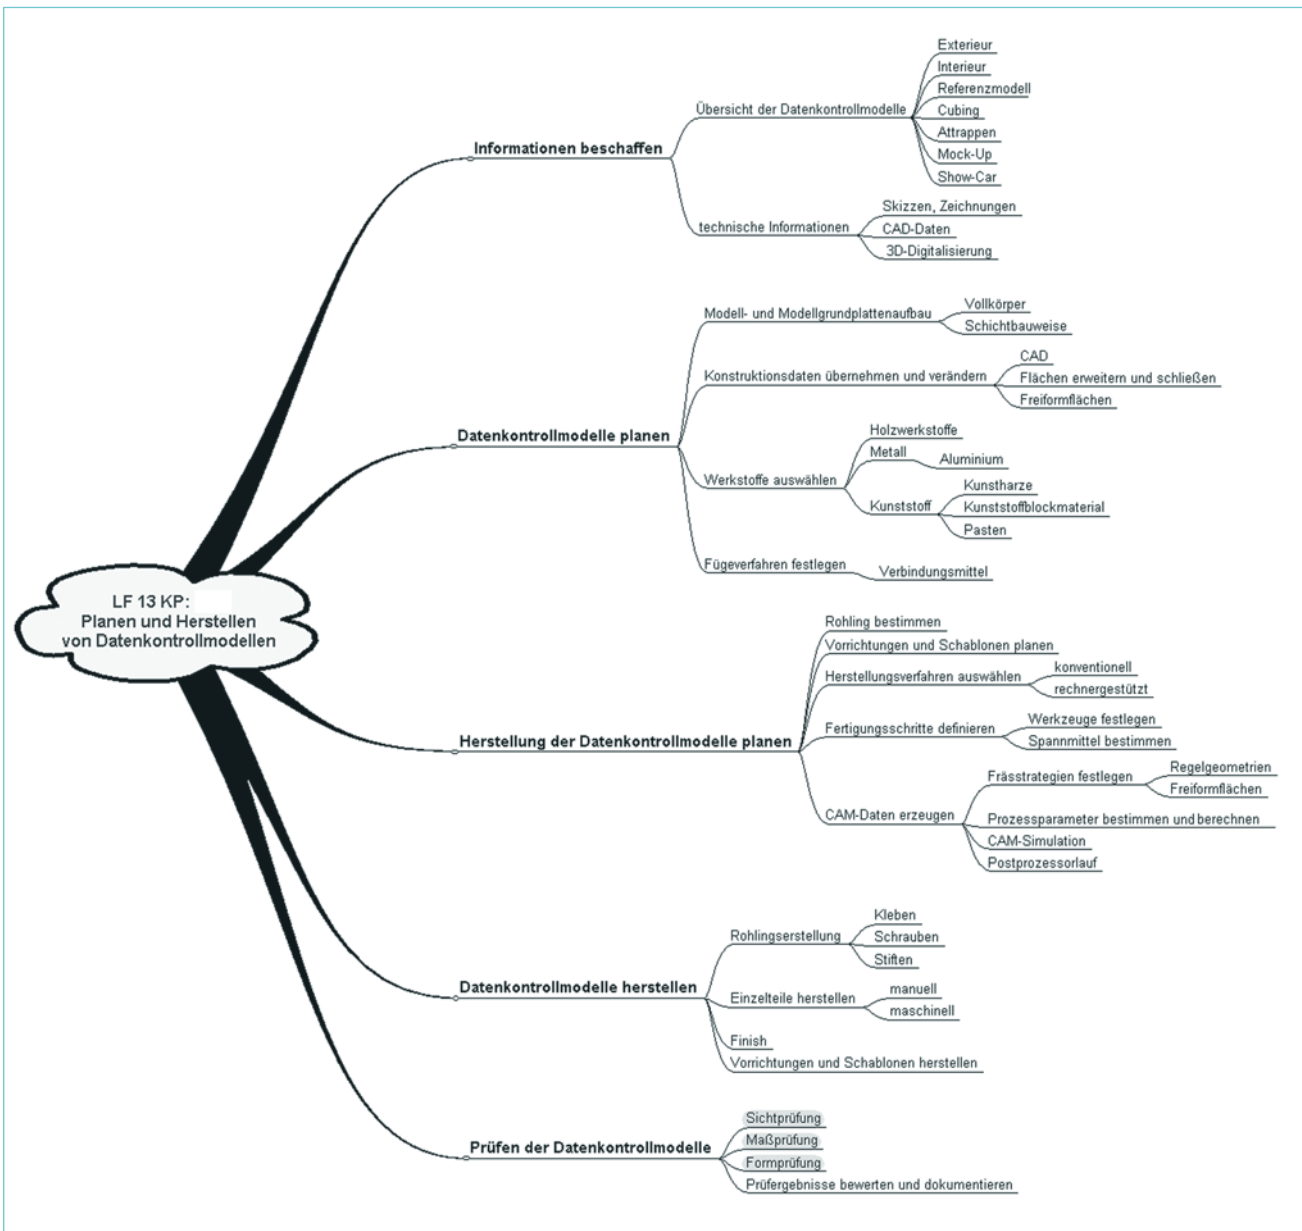 LF 13 KP:
Planen und Herstellen
von Datenkontrollmodellen
Informationen beschaffen
Übersicht der Datenkontrollmodelle
Exterieur
Interieur
Referenzmodell
Cubing
Attrappen
Mock-Up
Show-Car
technische Informationen
Skizzen, Zeichnungen
CAD-Daten
3D-Digitalisierung
Datenkontrollmodelle planen
Modell- und Modellgrundplattenaufbau
Vollkörper
Schichtbauweise
Konstruktionsdaten übernehmen und verändern
CAD
Flächen erweitern und schließen
Freiformflächen
Werkstoffe auswählen
Holzwerkstoffe
Metall
Aluminium
Kunststoff
Kunstharze
Kunststoffblockmaterial
Pasten
Fügeverfahren festlegen
Verbindungsmittel
Herstellung der Datenkontrollmodelle planen
Rohling bestimmen
Vorrichtungen und Schablonen planen
Herstellungsverfahren auswählen
konventionell
rechnergestützt
Fertigungsschritte definieren
Werkzeuge festlegen
Spannmittel bestimmen
CAM-Daten erzeugen
Frässtrategien festlegen
Regelgeometrien
Freiformflächen
Prozessparameter bestimmen und berechnen
CAM-Simulation
Postprozessorlauf
Datenkontrollmodelle herstellen
Rohlingserstellung
Kleben
Schrauben
Stiften
Einzelteile herstellen
manuell
maschinell
Finish
Vorrichtungen und Schablonen herstellen
Prüfen der Datenkontrollmodelle
Sichtprüfung
Maßprüfung
Formprüfung
Prüfergebnisse bewerten und dokumentieren